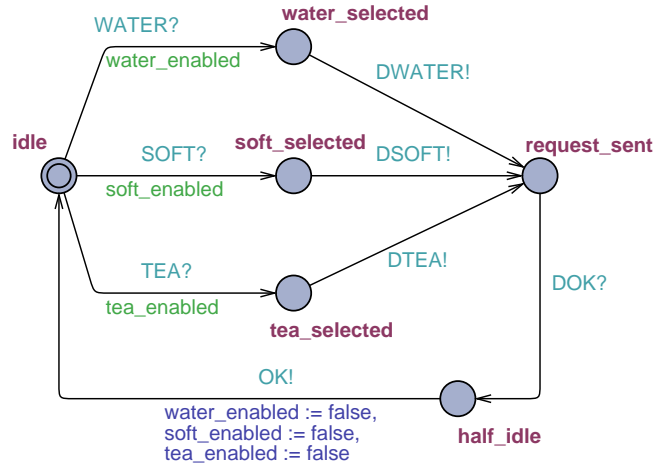 water_selected
WATER?
water_enabled
DWATER!
idle
SOFT?
soft_selected
DSOFT!
request_sent
soft_enabled
TEA?
DTEA!
DOK?
tea_enabled
tea_selected
OK!
water_enabled := false,
soft_enabled := false,
tea_enabled := false
half_idle